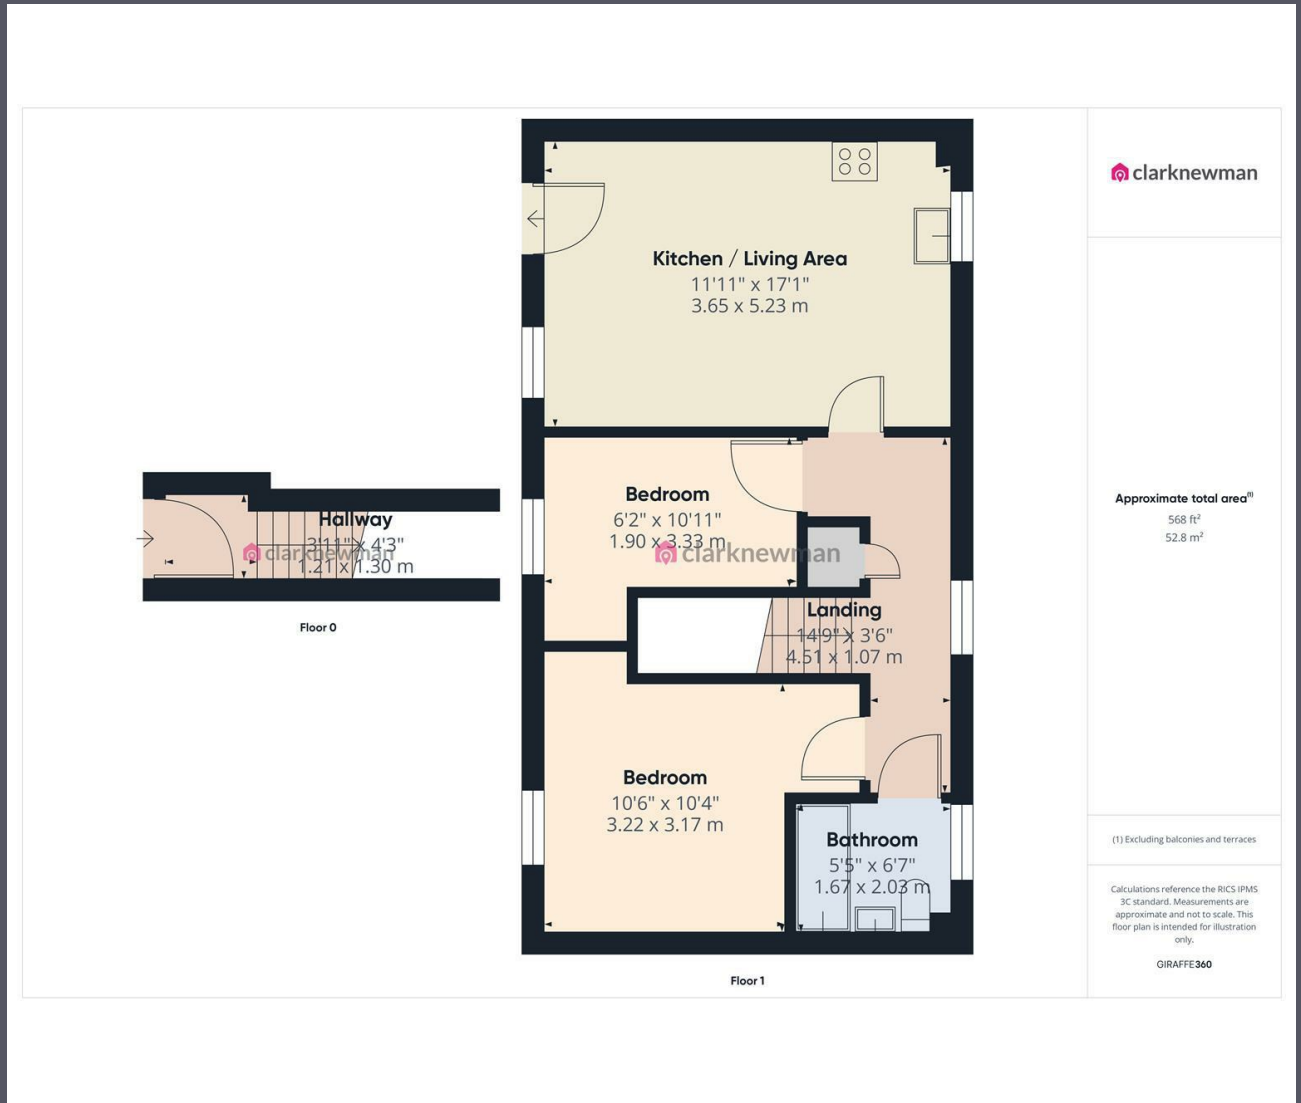 clarknewman
Kitchen / Living Area
11'11" x 17'1"
3.65 x 5.23 m
Bedroom
6'2" x 10'11"
1.90 x 3.33 m
clarknewman
Hallway
3'11" x 4'3"
clarknewman
1.21 x 1.30 m
Floor 0
Landing
14'9" x 3'6"
4.51 x 1.07 m
Bedroom
10'6" x 10'4"
3.22 x 3.17 m
Bathroom
5'5" x 6'7"
1.67 x 2.03 m
Floor 1
Approximate total area(1)
568 ft²
52.8 m²
(1) Excluding balconies and terraces
Calculations reference the RICS IPMS
3C standard. Measurements are
approximate and not to scale. This
floor plan is intended for illustration
only.
GIRAFFE360